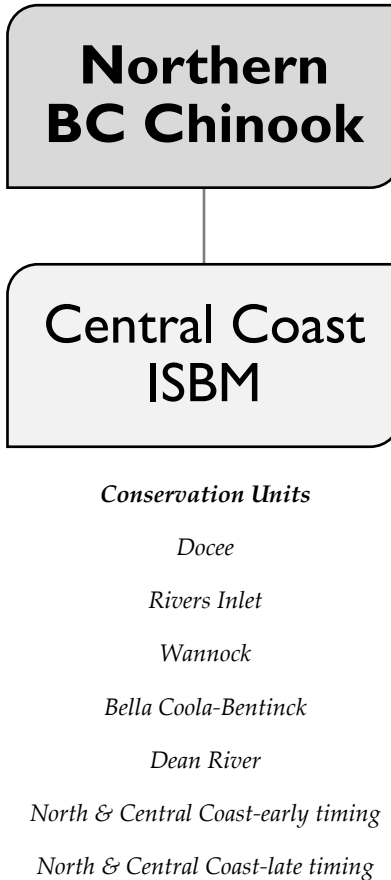 Northern
BC Chinook
Central Coast
ISBM
Conservation Units
Docee
Rivers Inlet
Wannock
Bella Coola-Bentinck
Dean River
North & Central Coast-early timing
North & Central Coast-late timing